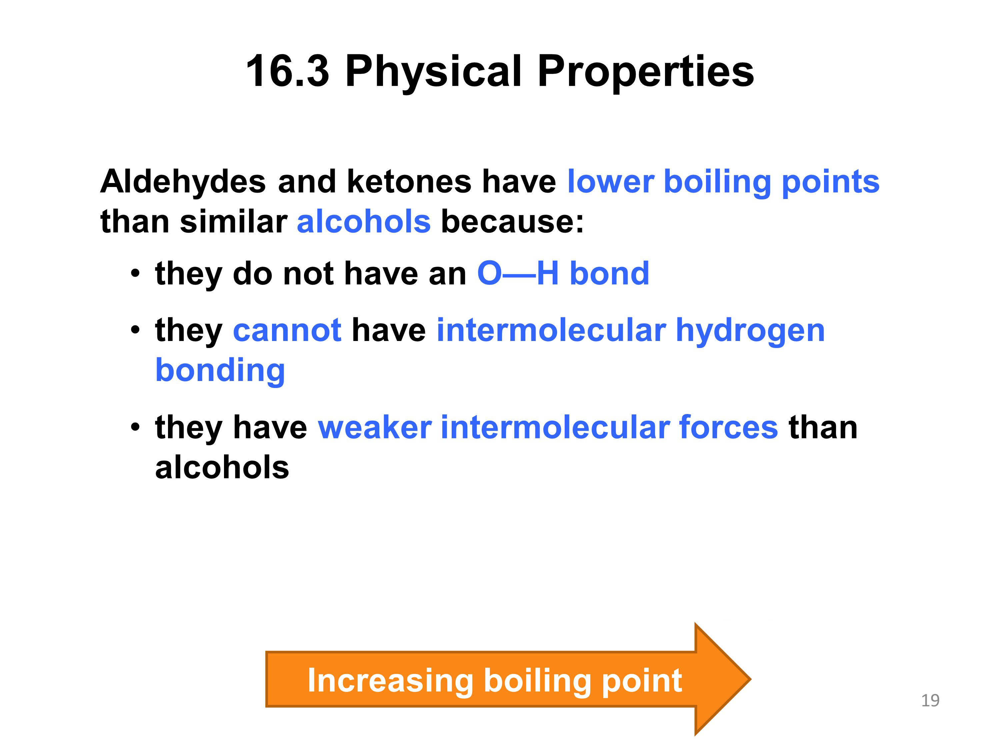 16.3 Physical Properties
Aldehydes and ketones have lower boiling points
than similar alcohols because:
• they do not have an O—H bond
• they cannot have intermolecular hydrogen
bonding
• they have weaker intermolecular forces than
alcohols
Increasing boiling point
19